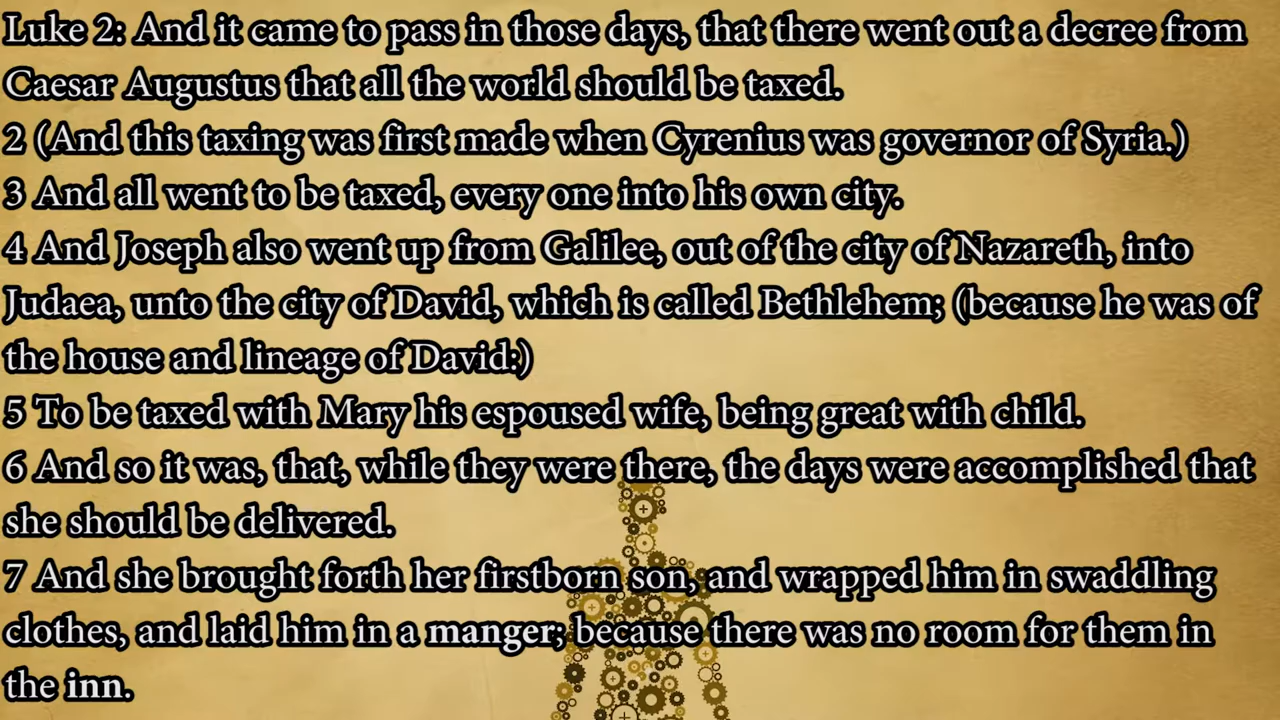 Luke 2: And it came to pass in those days, that there went out a decree from
Caesar Augustus that all the world should be taxed.
2 (And this taxing was first made when Cyrenius was governor of Syria.)
3 And all went to be taxed, every one into his own city.
4 And Joseph also went up from Galilee, out of the city of Nazareth, into
Judaea, unto the city of David, which is called Bethlehem; (because he was of
the house and lineage of David:)
5 To be taxed with Mary his espoused wife, being great with child.
6 And so it was, that, while they were there, the days were accomplished that
she should be delivered.
7 And she brought forth her firstborn son, and wrapped him in swaddling
clothes, and laid him in a manger; because there was no room for them in
the inn.